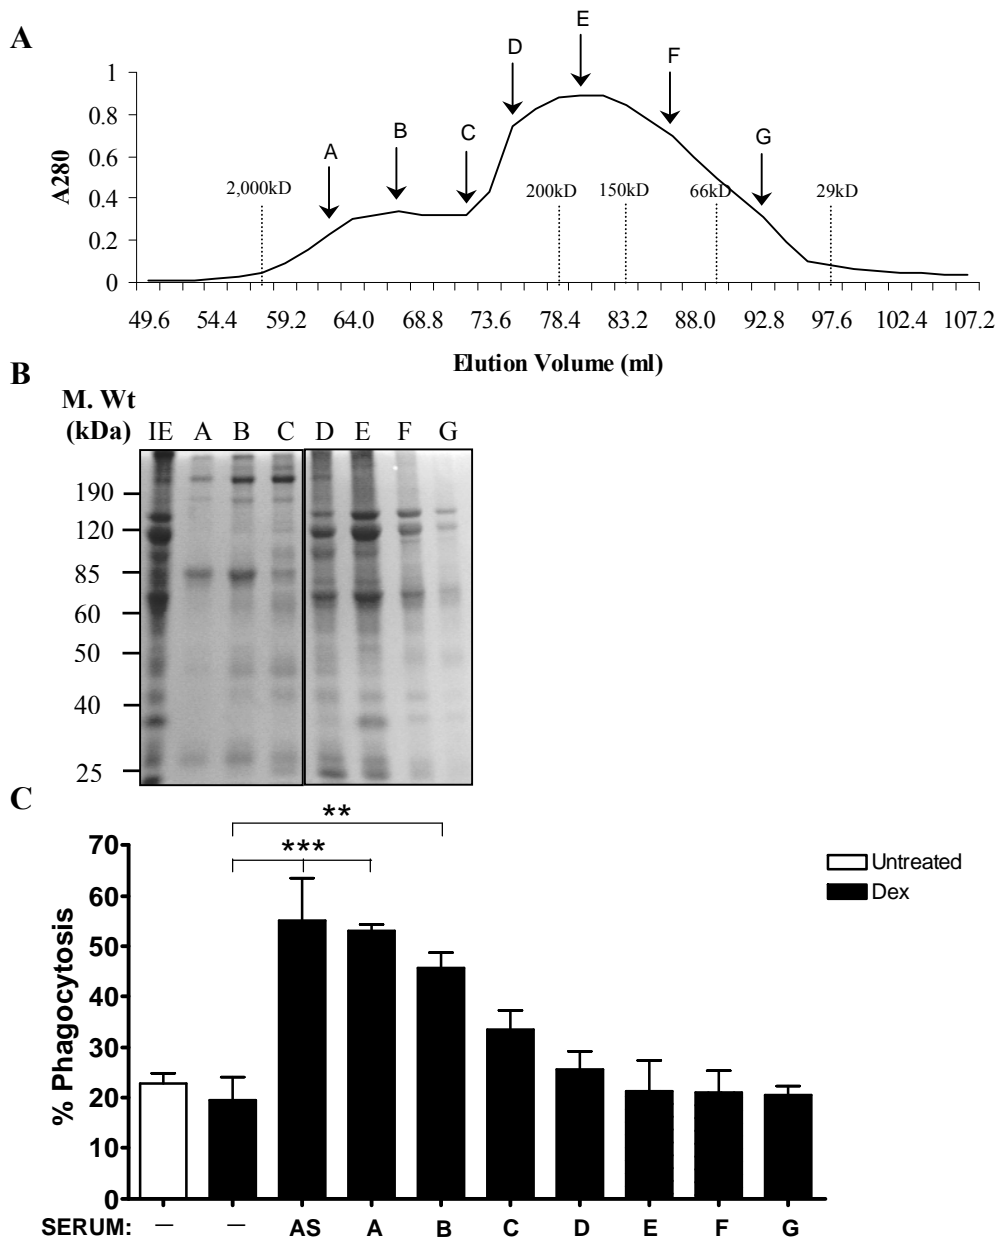 A
E
D
F
B
C
G
A
1
0.8
0.6
0.4
0.2
0
A280
2,000kD
200kD
150kD
66kD
29kD
49.6 54.4 59.2 64.0 68.8 73.6 78.4 83.2 88.0 92.8 97.6 102.4 107.2
Elution Volume (ml)
B
M. Wt
(kDa) IE A B C D E F G
190
120
85
60
50
40
25
C
**
***
70
60
50
40
30
20
10
0
% Phagocytosis
Untreated
Dex
SERUM: — — AS A B C D E F G